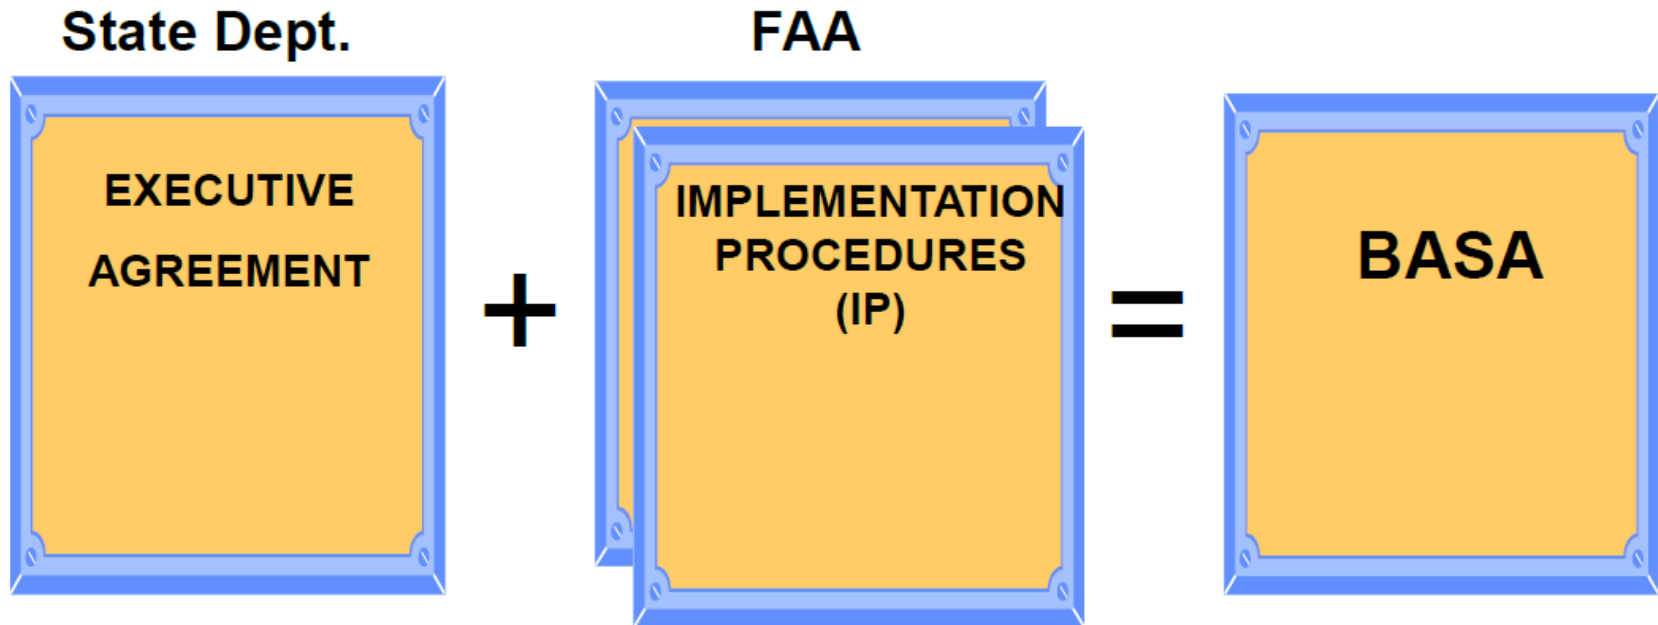 State Dept.
EXECUTIVE
AGREEMENT
+
FAA
IMPLEMENTATION
PROCEDURES
(IP)
=
BASA